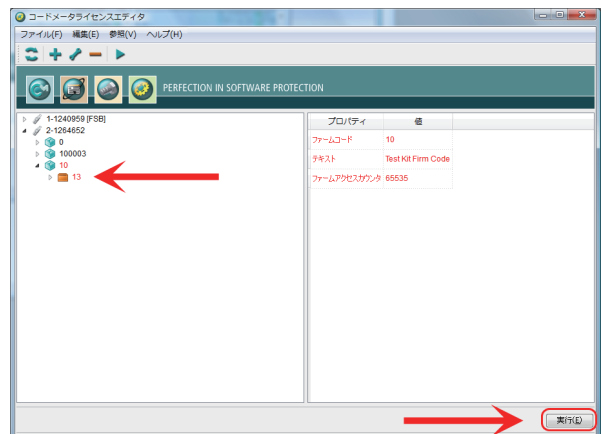 コードメータライセンスエディタ
ファイル(F) 編集(E) 参照(V) ヘルプ(H)
PERFECTION IN SOFTWARE PROTECTION
1-1240959 [FSB]
2-1264652
0
100003
10
13
プロパティ 値
ファームコード 10
テキスト Test Kit Firm Code
ファームアクセスカウンタ 65535
実行(E)